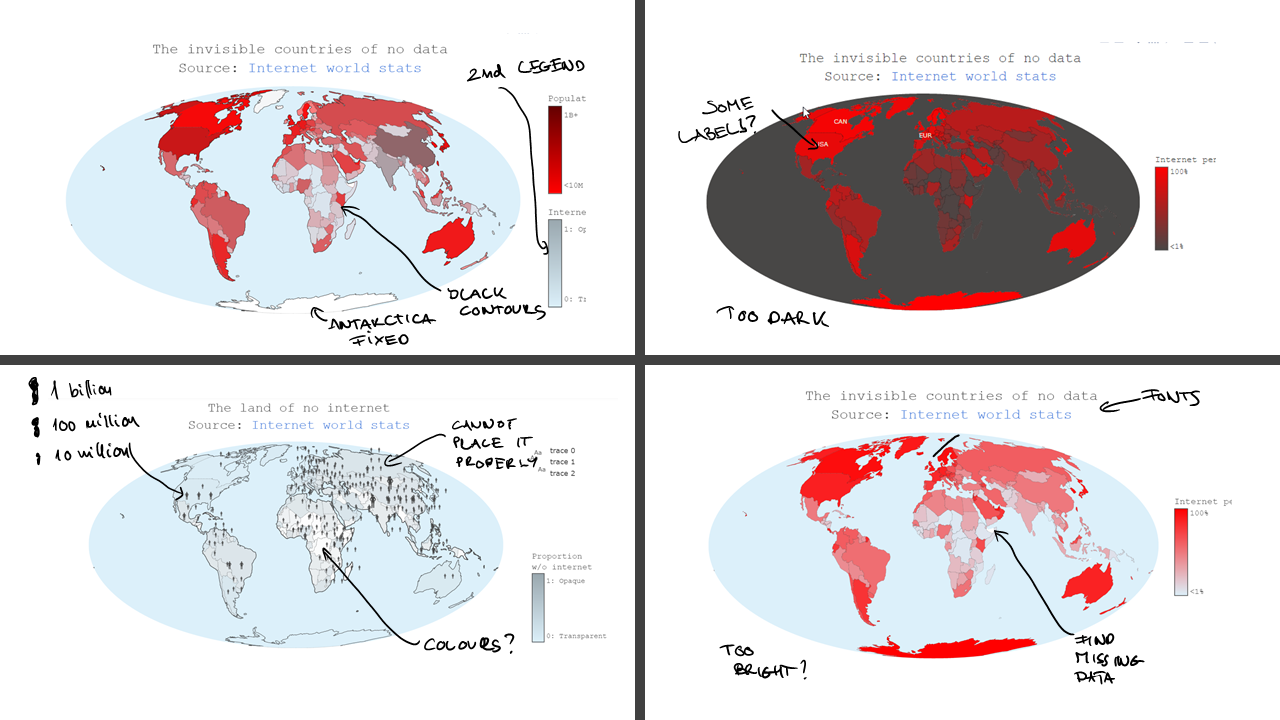 The invisible countries of no data
Source: Internet world stats
2nd LEGEND
Populat
1B+
<10M
Interne
1: Op
0: T
BLACK
CONTOURS
ANTARCTICA
FIXED
The invisible countries of no data
Source: Internet world stats
SOME
LABELS?
CAN
USA
EUR
Internet per
100%
<1%
TOO DARK
1 billion
100 million
10 million
The land of no internet
Source: Internet world stats
CANNOT
PLACE IT
PROPERLY
Aa trace 0
trace 1
Aa trace 2
Proportion
w/o internet
1: Opaque
0: Transparent
COLOURS?
The invisible countries of no data
Source: Internet world stats
FONTS
Internet pe
100%
<1%
TOO
BRIGHT?
FIND
MISSING
DATA